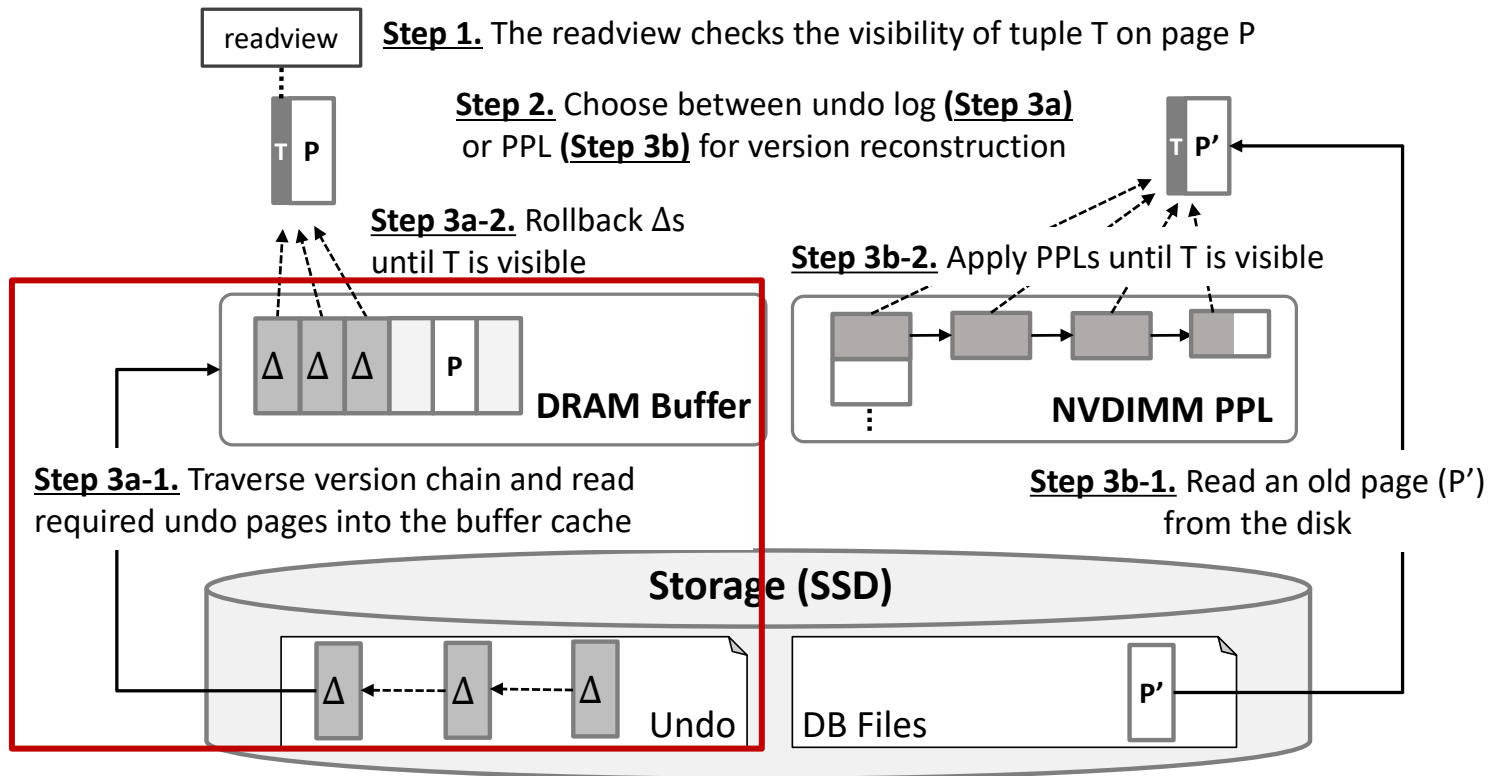 readview
Step 1. The readview checks the visibility of tuple T on page P
Step 2. Choose between undo log (Step 3a)
or PPL (Step 3b) for version reconstruction
T P
T P’
Step 3a-2. Rollback Δs
until T is visible
Step 3b-2. Apply PPLs until T is visible
Δ Δ Δ P
DRAM Buffer
NVDIMM PPL
Step 3a-1. Traverse version chain and read
required undo pages into the buffer cache
Step 3b-1. Read an old page (P’)
from the disk
Storage (SSD)
Δ Δ Δ
Undo
DB Files
P’